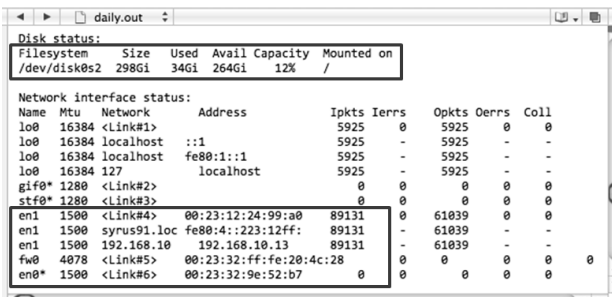 daily.out
Disk status:
Filesystem Size Used Avail Capacity Mounted on
/dev/disk0s2 298Gi 34Gi 264Gi 12% /
Network interface status:
Name Mtu Network Address Ipkts Ierrs Opkts Oerrs Coll
lo0 16384 <Link#1> 5925 0 5925 0 0
lo0 16384 localhost ::1 5925 - 5925 - -
lo0 16384 localhost fe80:1::1 5925 - 5925 - -
lo0 16384 127 localhost 5925 - 5925 - -
gif0* 1280 <Link#2> 0 0 0 0 0
stf0* 1280 <Link#3> 0 0 0 0 0
en1 1500 <Link#4> 00:23:12:24:99:a0 89131 0 61039 0 0
en1 1500 syrus91.loc fe80:4::223:12ff: 89131 - 61039 - -
en1 1500 192.168.10 192.168.10.13 89131 - 61039 - -
fw0 4078 <Link#5> 00:23:32:ff:fe:20:4c:28 0 0 0 0 0
en0* 1500 <Link#6> 00:23:32:9e:52:b7 0 0 0 0 0